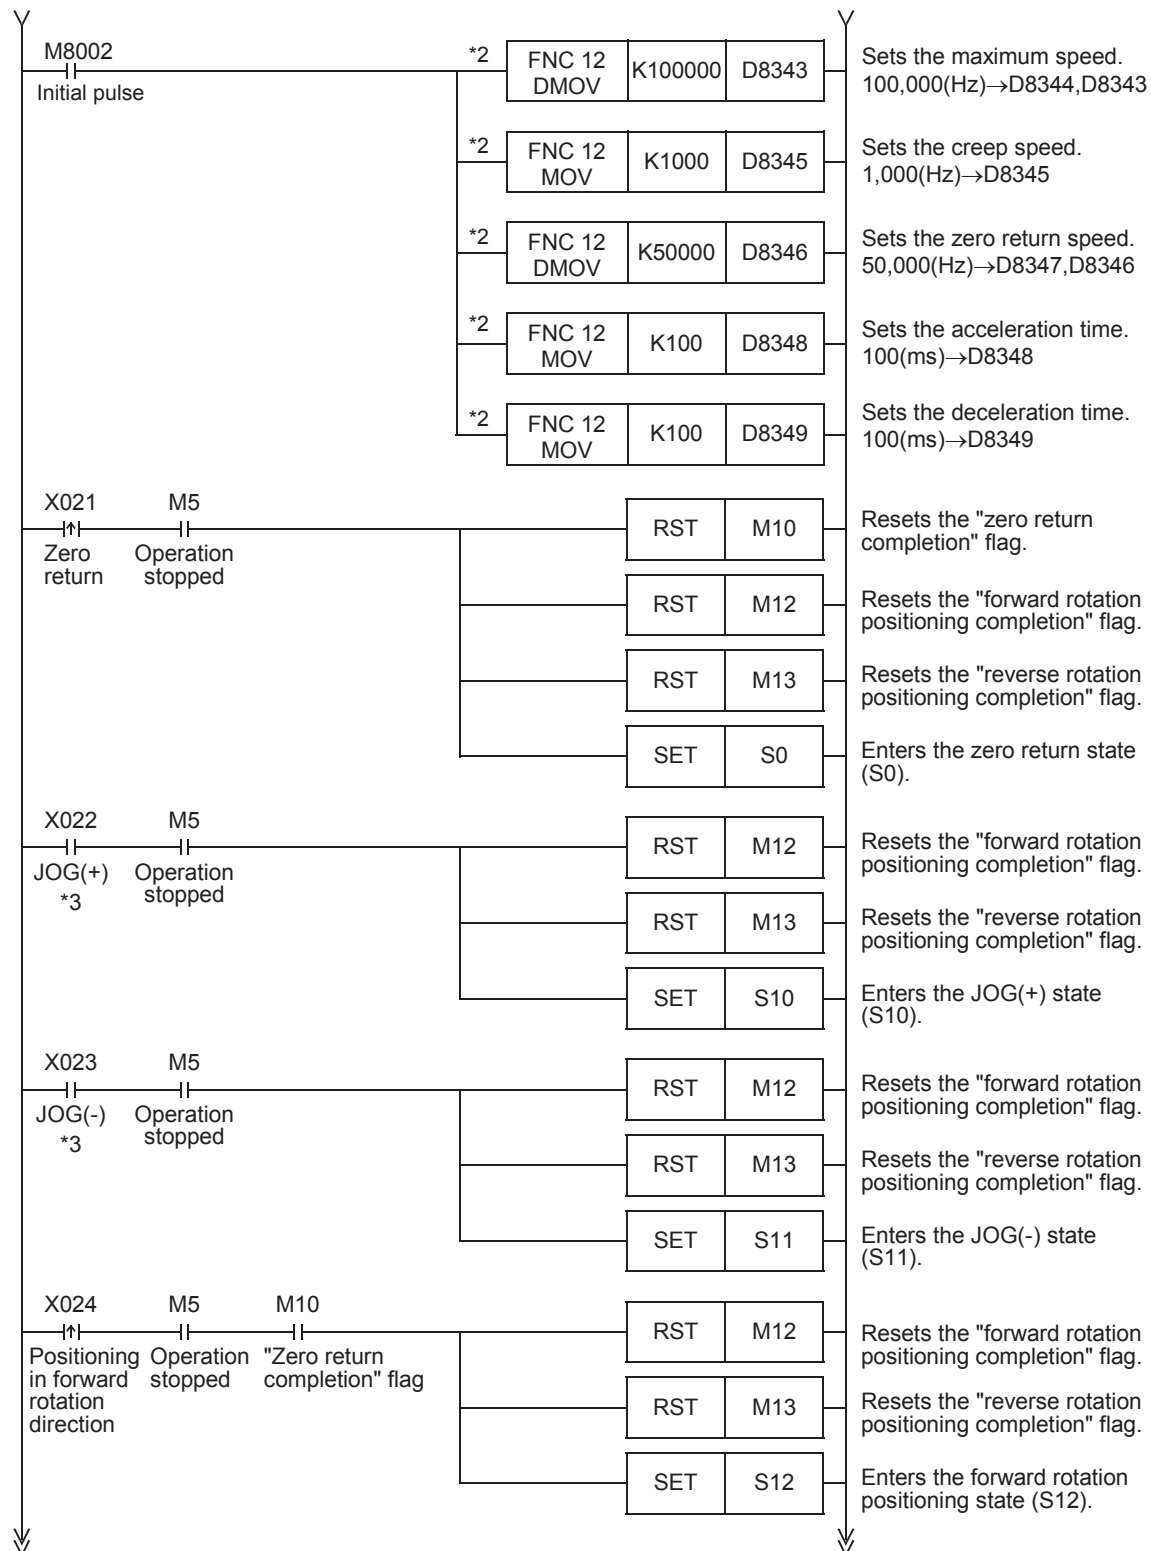 M8002
Initial pulse
*2
FNC 12
DMOV
K100000
D8343
Sets the maximum speed.
100,000(Hz)→D8344,D8343
*2
FNC 12
MOV
K1000
D8345
Sets the creep speed.
1,000(Hz)→D8345
*2
FNC 12
DMOV
K50000
D8346
Sets the zero return speed.
50,000(Hz)→D8347,D8346
*2
FNC 12
MOV
K100
D8348
Sets the acceleration time.
100(ms)→D8348
*2
FNC 12
MOV
K100
D8349
Sets the deceleration time.
100(ms)→D8349
X021
Zero
return
M5
Operation
stopped
RST
M10
Resets the "zero return
completion" flag.
RST
M12
Resets the "forward rotation
positioning completion" flag.
RST
M13
Resets the "reverse rotation
positioning completion" flag.
SET
S0
Enters the zero return state
(S0).
X022
JOG(+)
*3
M5
Operation
stopped
RST
M12
Resets the "forward rotation
positioning completion" flag.
RST
M13
Resets the "reverse rotation
positioning completion" flag.
SET
S10
Enters the JOG(+) state
(S10).
X023
JOG(-)
*3
M5
Operation
stopped
RST
M12
Resets the "forward rotation
positioning completion" flag.
RST
M13
Resets the "reverse rotation
positioning completion" flag.
SET
S11
Enters the JOG(-) state
(S11).
X024
Positioning
in forward
rotation
direction
M5
Operation
stopped
M10
"Zero return
completion" flag
RST
M12
Resets the "forward rotation
positioning completion" flag.
RST
M13
Resets the "reverse rotation
positioning completion" flag.
SET
S12
Enters the forward rotation
positioning state (S12).